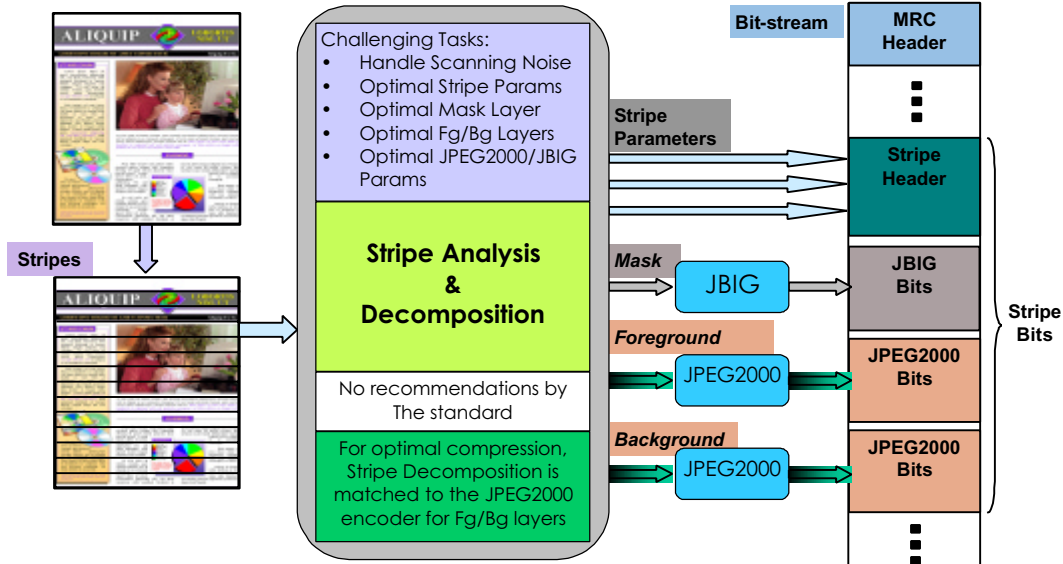 ALIQUIP
Stripes
ALIQUIP
Challenging Tasks:
• Handle Scanning Noise
• Optimal Stripe Params
• Optimal Mask Layer
• Optimal Fg/Bg Layers
• Optimal JPEG2000/JBIG
Params
Stripe Analysis
&
Decomposition
No recommendations by
The standard
For optimal compression,
Stripe Decomposition is
matched to the JPEG2000
encoder for Fg/Bg layers
Stripe
Parameters
Mask
JBIG
Foreground
JPEG2000
Background
JPEG2000
Bit-stream
MRC
Header
Stripe
Header
JBIG
Bits
JPEG2000
Bits
JPEG2000
Bits
Stripe
Bits